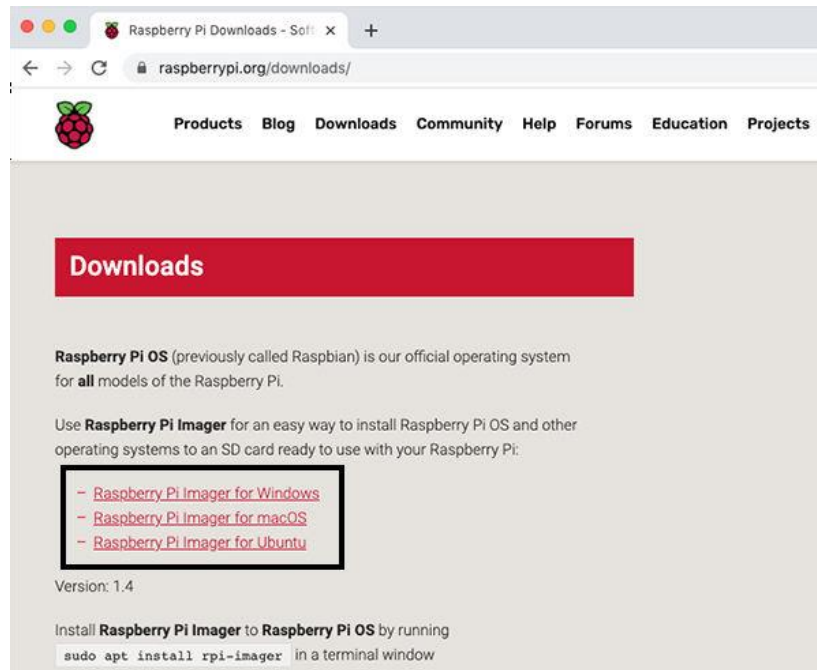 Raspberry Pi Downloads - Sof
raspberrypi.org/downloads/
Products Blog Downloads Community Help Forums Education Projects
Downloads
Raspberry Pi OS (previously called Raspbian) is our official operating system
for all models of the Raspberry Pi.
Use Raspberry Pi Imager for an easy way to install Raspberry Pi OS and other
operating systems to an SD card ready to use with your Raspberry Pi:
– Raspberry Pi Imager for Windows
– Raspberry Pi Imager for macOS
– Raspberry Pi Imager for Ubuntu
Version: 1.4
Install Raspberry Pi Imager to Raspberry Pi OS by running
sudo apt install rpi-imager in a terminal window